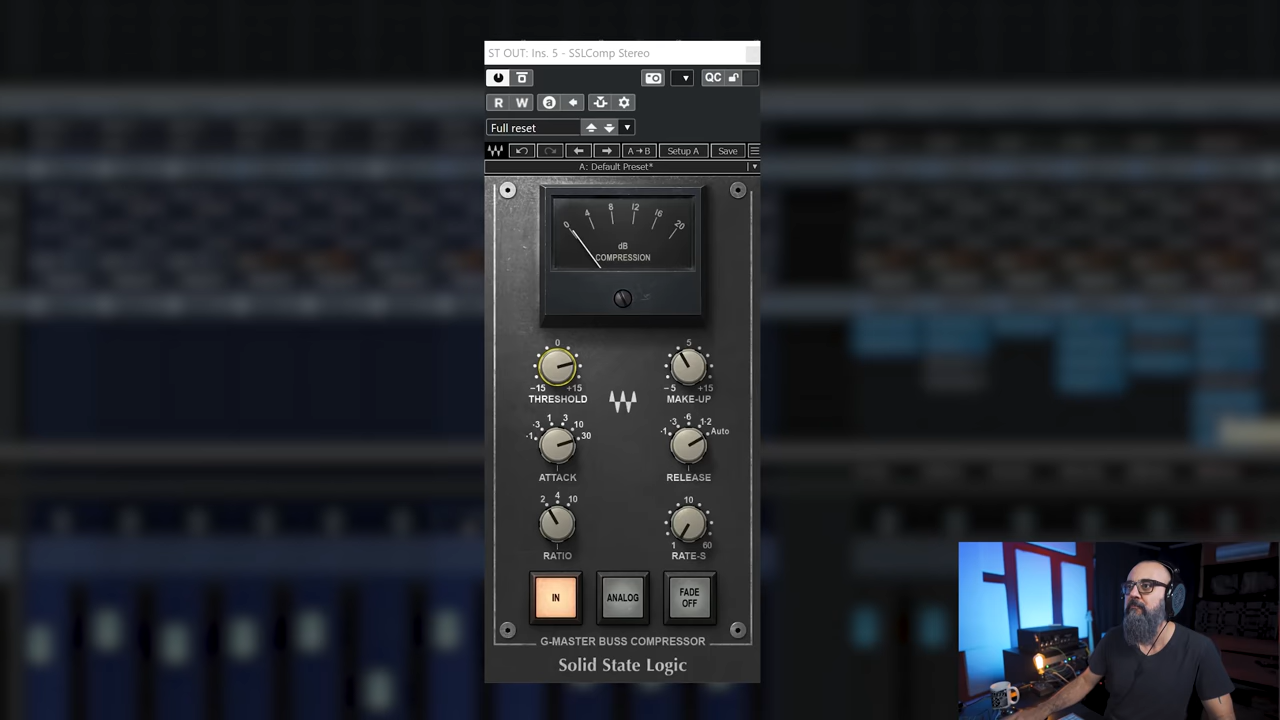 ST OUT: Ins. 5 - SSLComp Stereo
QC
R W a
Full reset
A→B Setup A Save
A: Default Preset*
0 4 8 12 16 20
dB
COMPRESSION
0
-15 +15
THRESHOLD
5
-5 +15
MAKE-UP
.1 .3 1 3 10 30
ATTACK
.1 .3 .6 1.2 Auto
RELEASE
2 4 10
RATIO
10
1 60
RATE-S
IN
ANALOG
FADE
OFF
G-MASTER BUSS COMPRESSOR
Solid State Logic